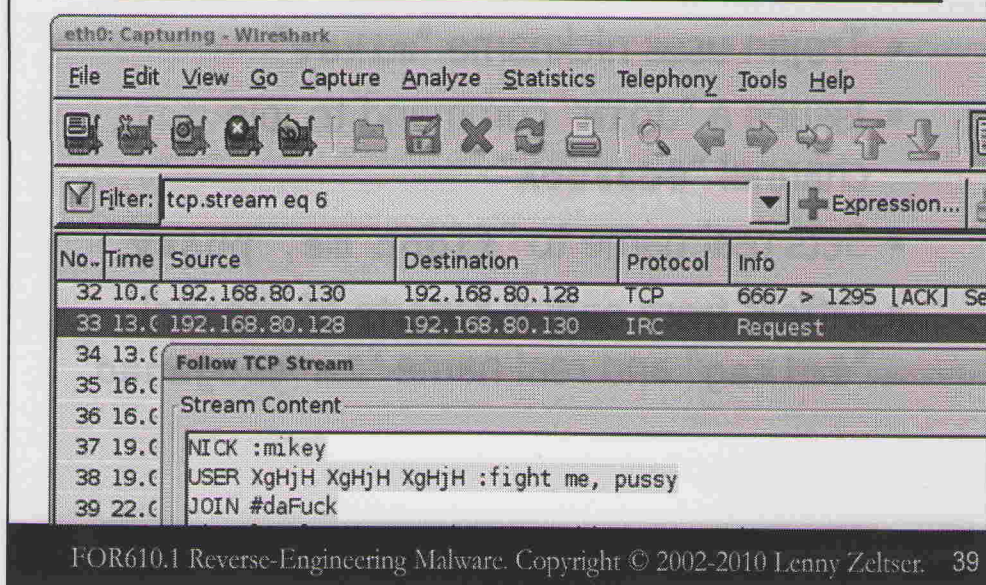 eth0: Capturing - Wireshark
File Edit View Go Capture Analyze Statistics Telephony Tools Help
Filter: tcp.stream eq 6 Expression...
No.. Time Source Destination Protocol Info
32 10.0 192.168.80.130 192.168.80.128 TCP 6667 > 1295 [ACK] Se
33 13.0 192.168.80.128 192.168.80.130 IRC Request
34 13.0
Follow TCP Stream
35 16.0
Stream Content
36 16.0
37 19.0 NICK :mikey
38 19.0 USER XgHjH XgHjH XgHjH :fight me, pussy
39 22.0 JOIN #daFuck
FOR610.1 Reverse-Engineering Malware. Copyright © 2002-2010 Lenny Zeltser. 39